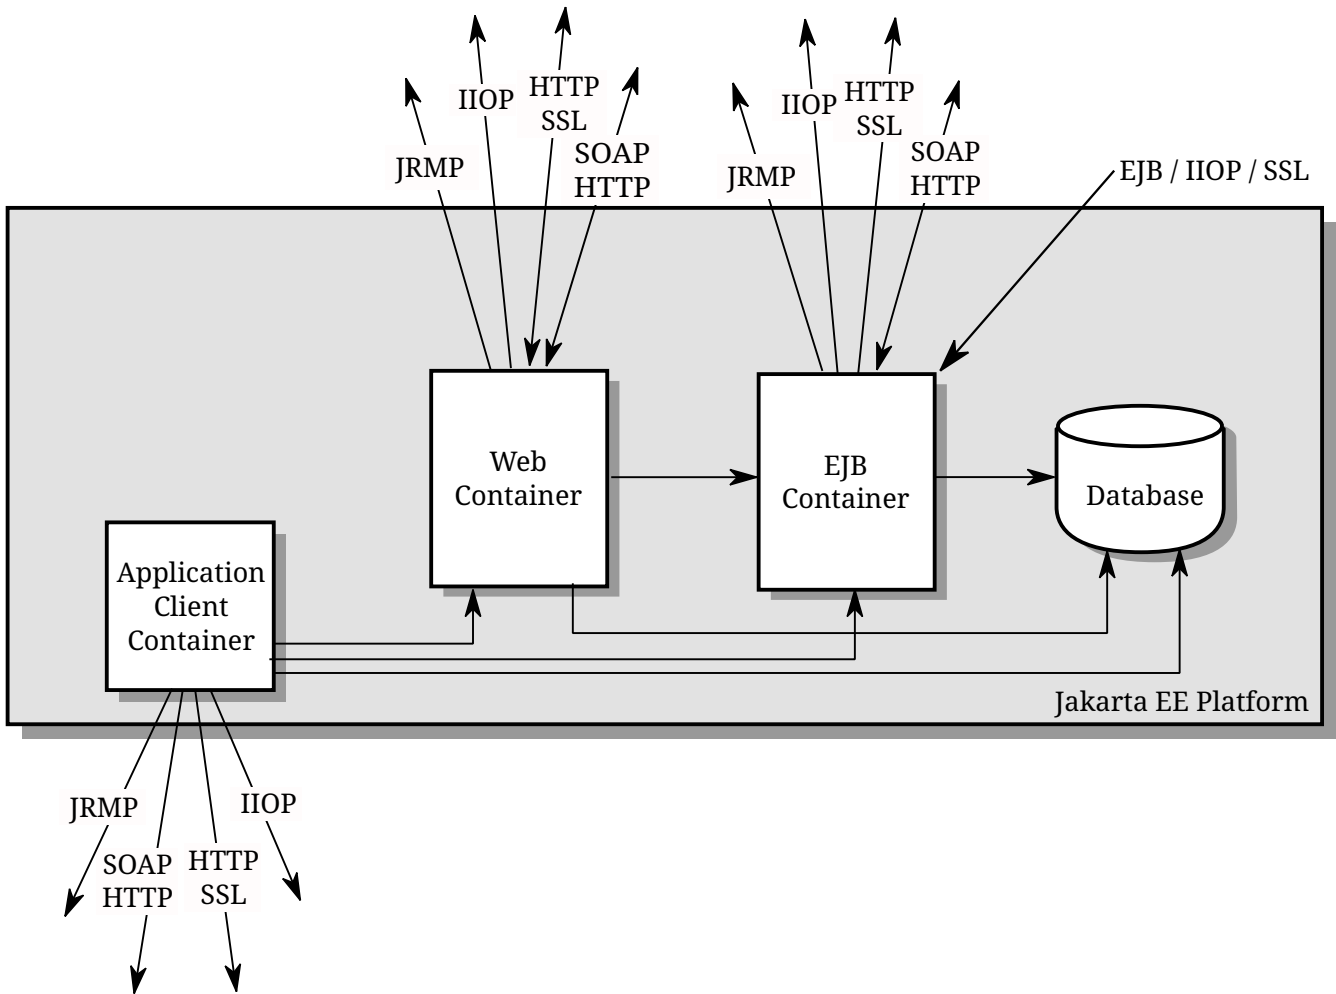 JRMP
IIOP
HTTP
SSL
SOAP
HTTP
JRMP
IIOP
HTTP
SSL
SOAP
HTTP
EJB / IIOP / SSL
Web
Container
EJB
Container
Database
Application
Client
Container
Jakarta EE Platform
JRMP
SOAP
HTTP
HTTP
SSL
IIOP